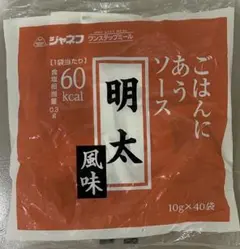 ジャネフ
ワンステップミール
ごはんに
あう
ソース
【1袋当たり】
60
kcal
食塩相当量
0.3g
明太
風味
10g×40袋